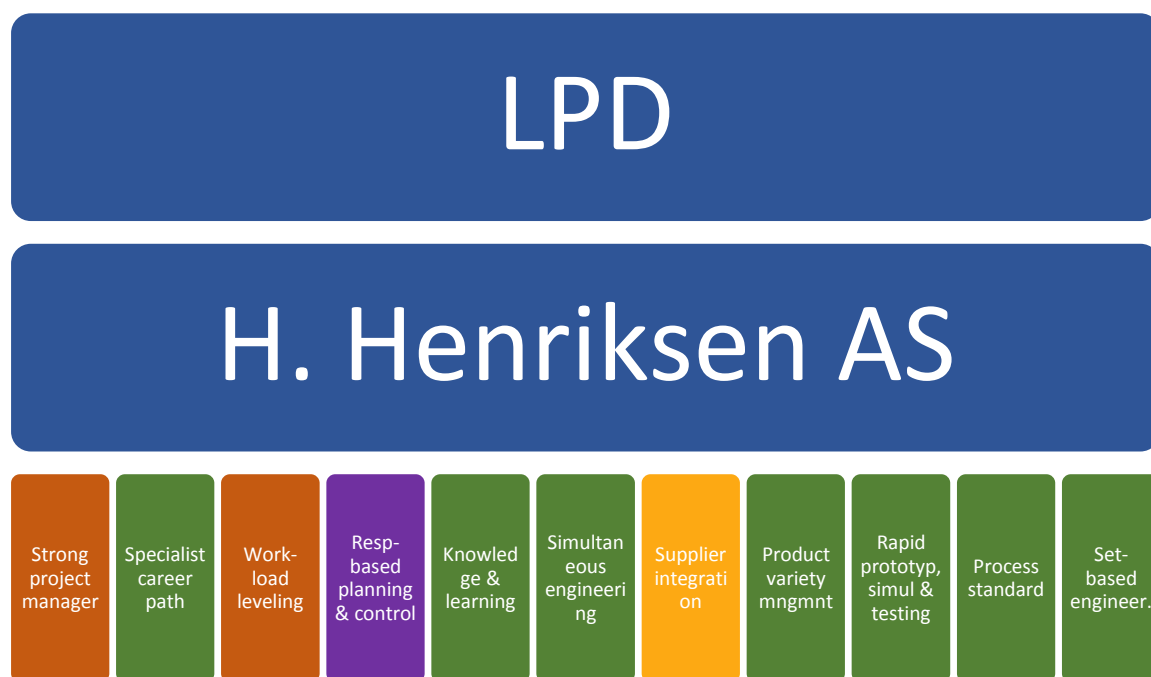 LPD
H. Henriksen AS
Strong
project
manager
Specialist
career
path
Work-
load
leveling
Resp-
based
planning
& control
Knowled
ge &
learning
Simultan
eous
engineeri
ng
Supplier
integrati
on
Product
variety
mngmnt
Rapid
prototyp,
simul &
testing
Process
standard
Set-
based
engineer.